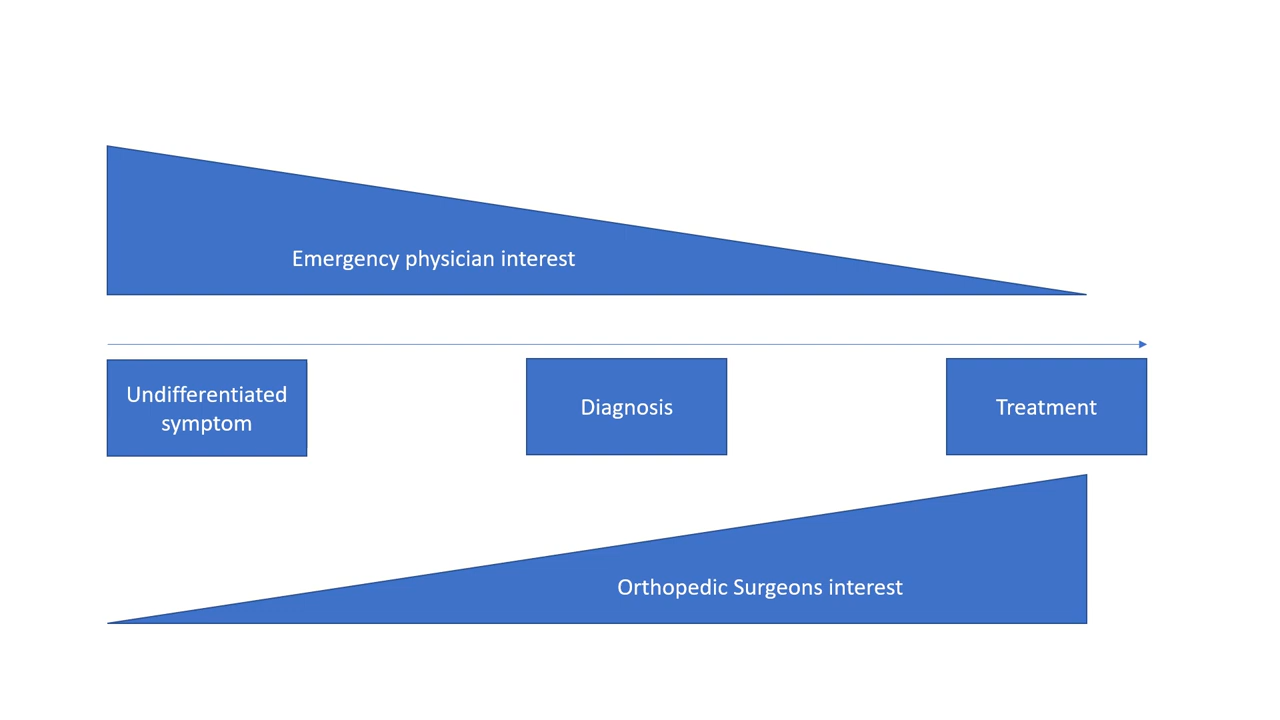 Emergency physician interest
Undifferentiated
symptom
Diagnosis
Treatment
Orthopedic Surgeons interest